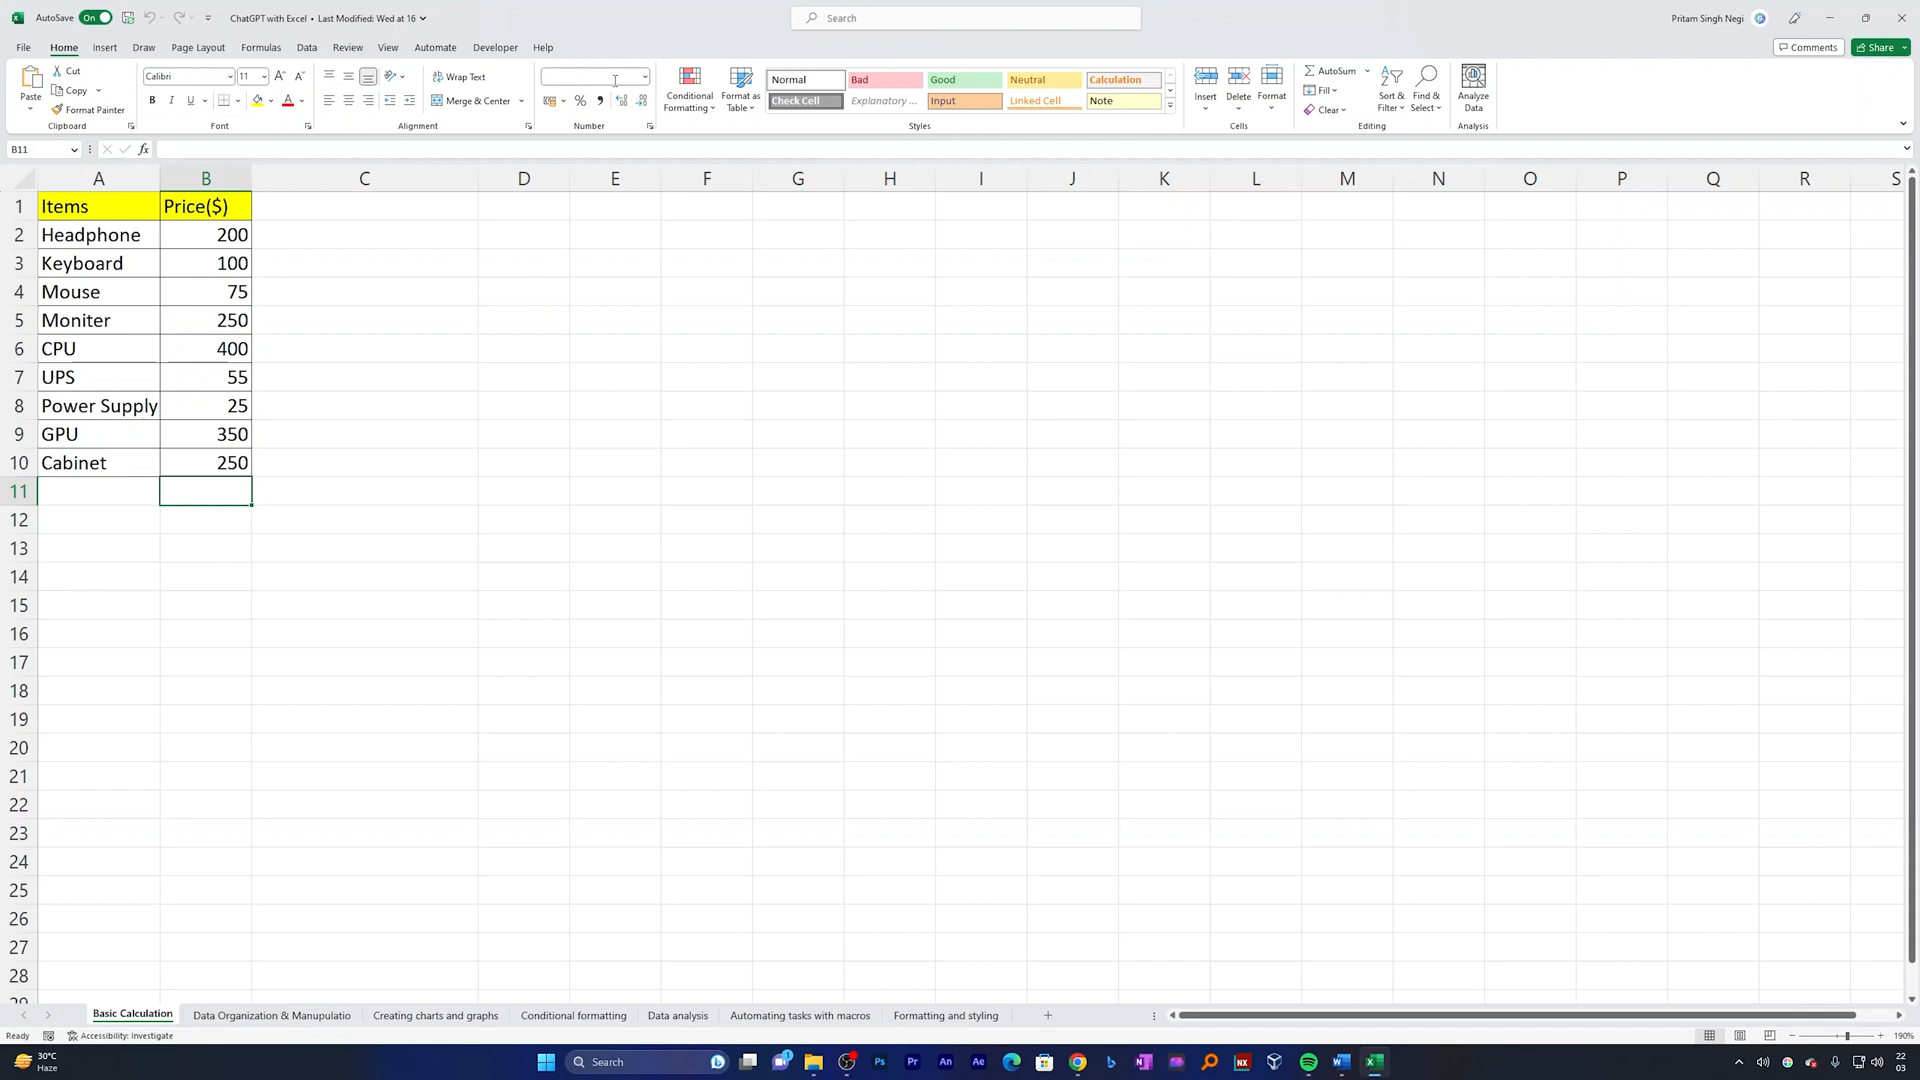 AutoSave On ChatGPT with Excel • Last Modified: Wed at 16 Search Pritam Singh Negi
File Home Insert Draw Page Layout Formulas Data Review View Automate Developer Help Comments Share
Paste Cut Copy Format Painter Clipboard
Calibri 11 B I U Font
Wrap Text Merge & Center Alignment
% Number
Conditional Formatting Format as Table
Normal Bad Good Neutral Calculation
Check Cell Explanatory ... Input Linked Cell Note
Styles
Insert Delete Format Cells
AutoSum Fill Clear Sort & Filter Find & Select Editing
Analyze Data Analysis
B11 fx
A B C D E F G H I J K L M N O P Q R S
1 Items Price($)
2 Headphone 200
3 Keyboard 100
4 Mouse 75
5 Moniter 250
6 CPU 400
7 UPS 55
8 Power Supply 25
9 GPU 350
10 Cabinet 250
11
12
13
14
15
16
17
18
19
20
21
22
23
24
25
26
27
28
29
Basic Calculation Data Organization & Manupulatio Creating charts and graphs Conditional formatting Data analysis Automating tasks with macros Formatting and styling
Ready Accessibility: Investigate 190%
30°C
Haze
Search
Ps Pr An Ae
22
03